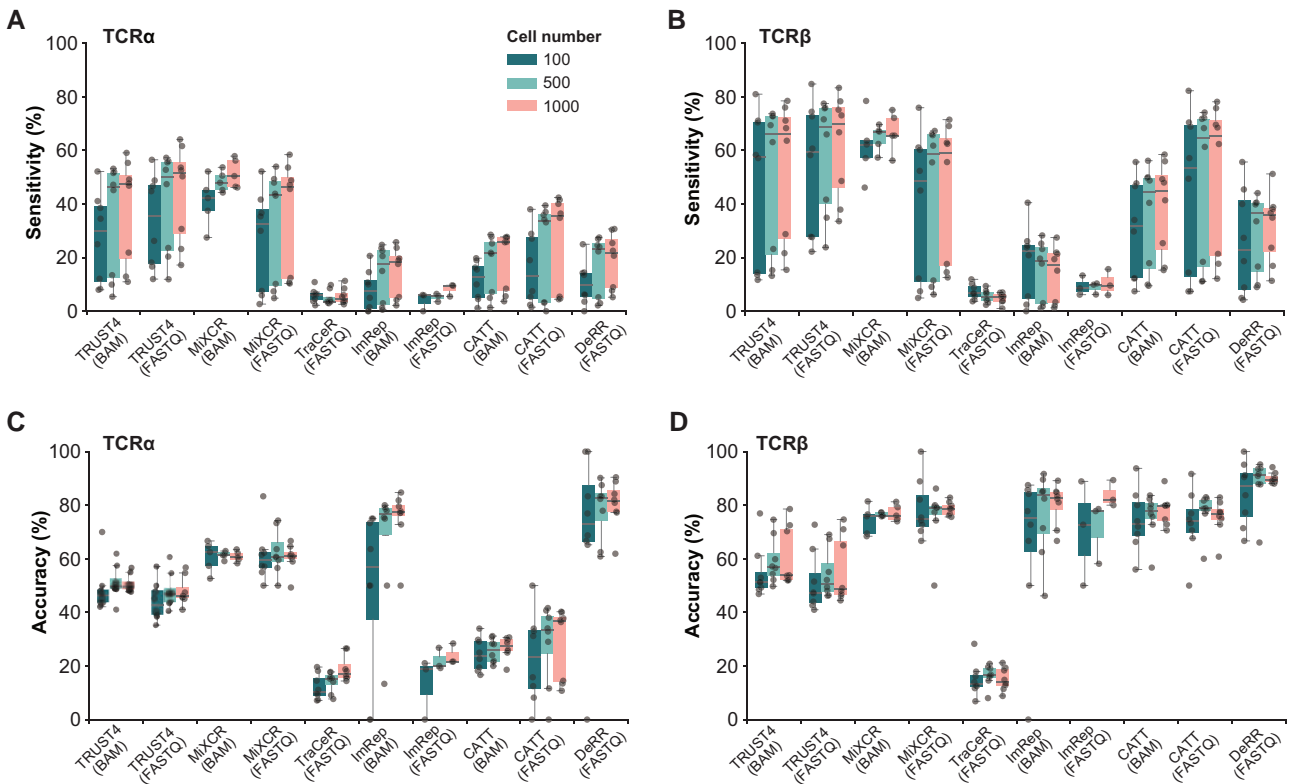 A
TCRα
Cell number
100
500
1000
Sensitivity (%)
100
80
60
40
20
0
TRUST4
(BAM)
TRUST4
(FASTQ)
MiXCR
(BAM)
MiXCR
(FASTQ)
TraCeR
(FASTQ)
ImRep
(BAM)
ImRep
(FASTQ)
CATT
(BAM)
CATT
(FASTQ)
DeRR
(FASTQ)
B
TCRβ
Sensitivity (%)
100
80
60
40
20
0
TRUST4
(BAM)
TRUST4
(FASTQ)
MiXCR
(BAM)
MiXCR
(FASTQ)
TraCeR
(FASTQ)
ImRep
(BAM)
ImRep
(FASTQ)
CATT
(BAM)
CATT
(FASTQ)
DeRR
(FASTQ)
C
TCRα
Accuracy (%)
100
80
60
40
20
0
TRUST4
(BAM)
TRUST4
(FASTQ)
MiXCR
(BAM)
MiXCR
(FASTQ)
TraCeR
(FASTQ)
ImRep
(BAM)
ImRep
(FASTQ)
CATT
(BAM)
CATT
(FASTQ)
DeRR
(FASTQ)
D
TCRβ
Accuracy (%)
100
80
60
40
20
0
TRUST4
(BAM)
TRUST4
(FASTQ)
MiXCR
(BAM)
MiXCR
(FASTQ)
TraCeR
(FASTQ)
ImRep
(BAM)
ImRep
(FASTQ)
CATT
(BAM)
CATT
(FASTQ)
DeRR
(FASTQ)